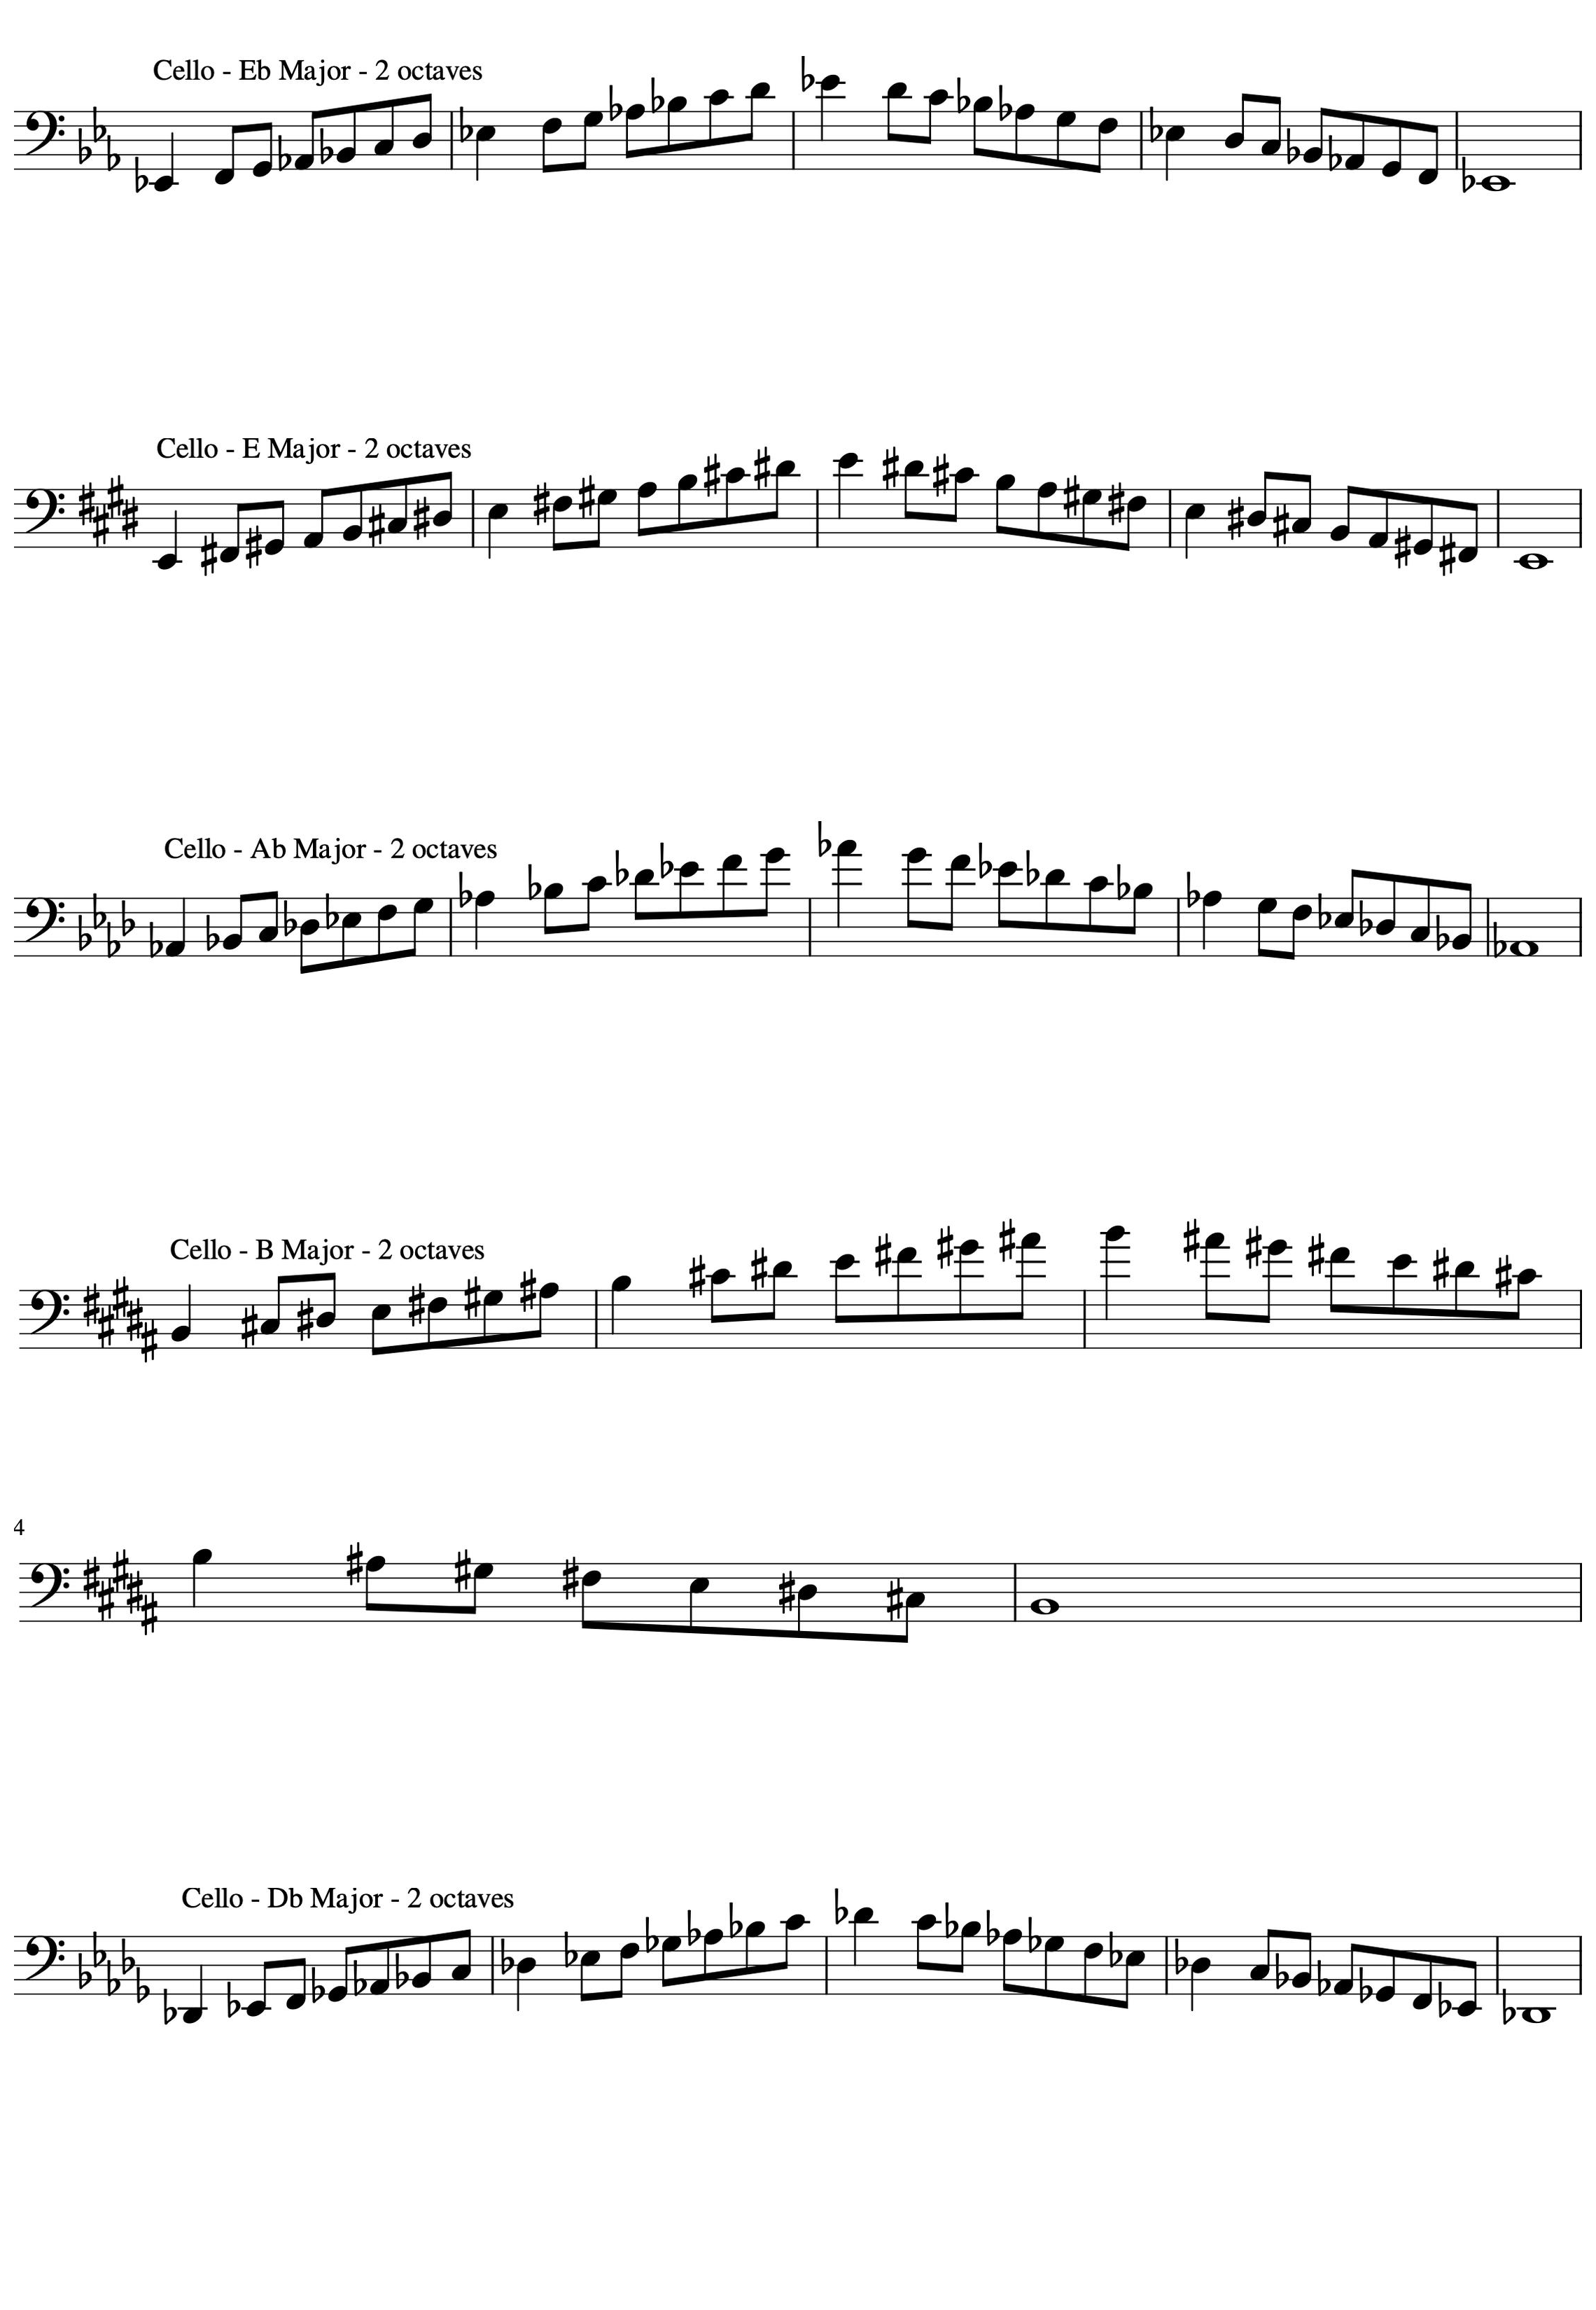 Cello - Eb Major - 2 octaves
Cello - E Major - 2 octaves
Cello - Ab Major - 2 octaves
Cello - B Major - 2 octaves
4
Cello - Db Major - 2 octaves